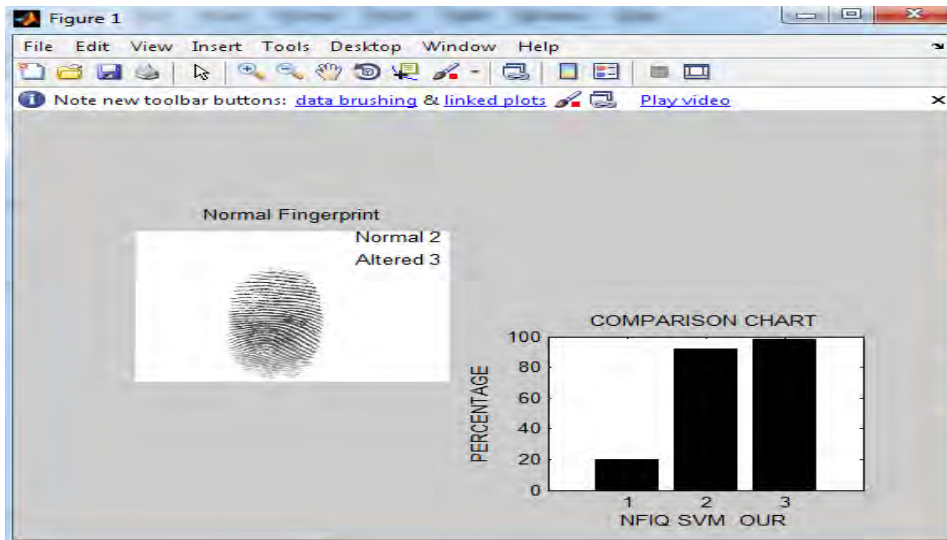 Figure 1
File Edit View Insert Tools Desktop Window Help
Note new toolbar buttons: data brushing & linked plots Play video
Normal Fingerprint
Normal 2
Altered 3
COMPARISON CHART
PERCENTAGE
100
80
60
40
20
0
1 2 3
NFIQ SVM OUR